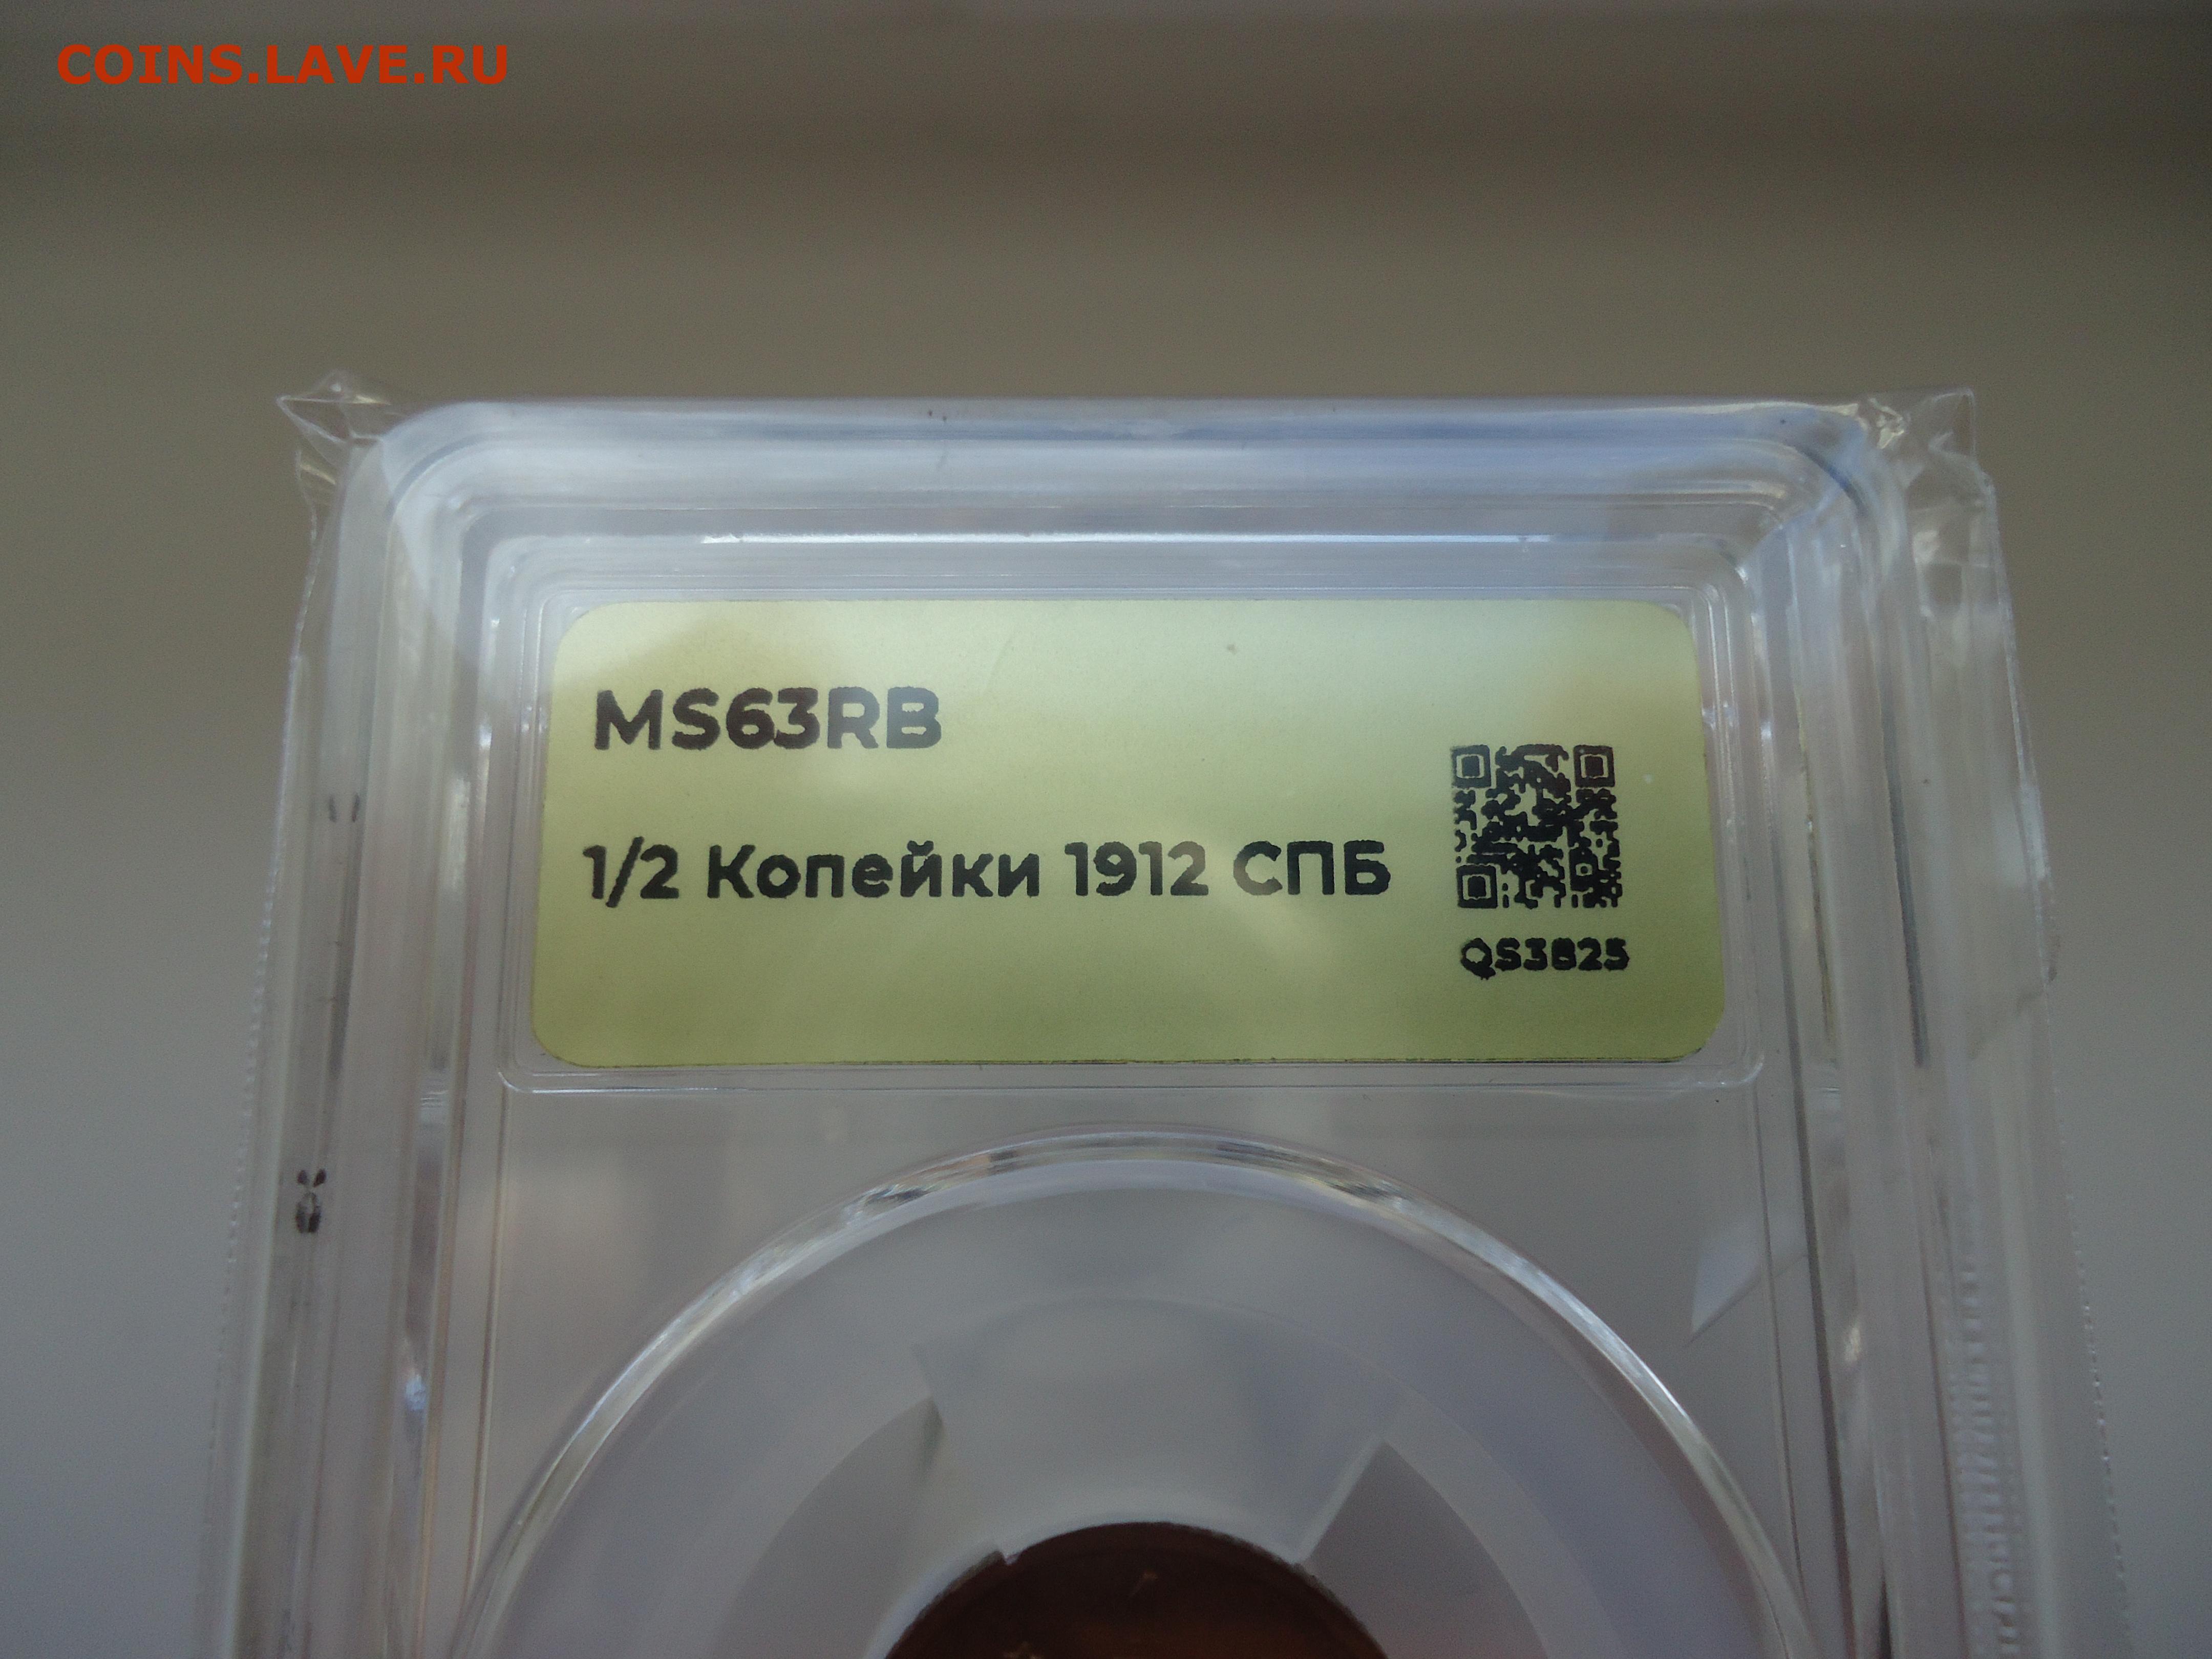 COINS.LAVE.RU
MS63RB
1/2 Копейки 1912 СПБ
QS3825